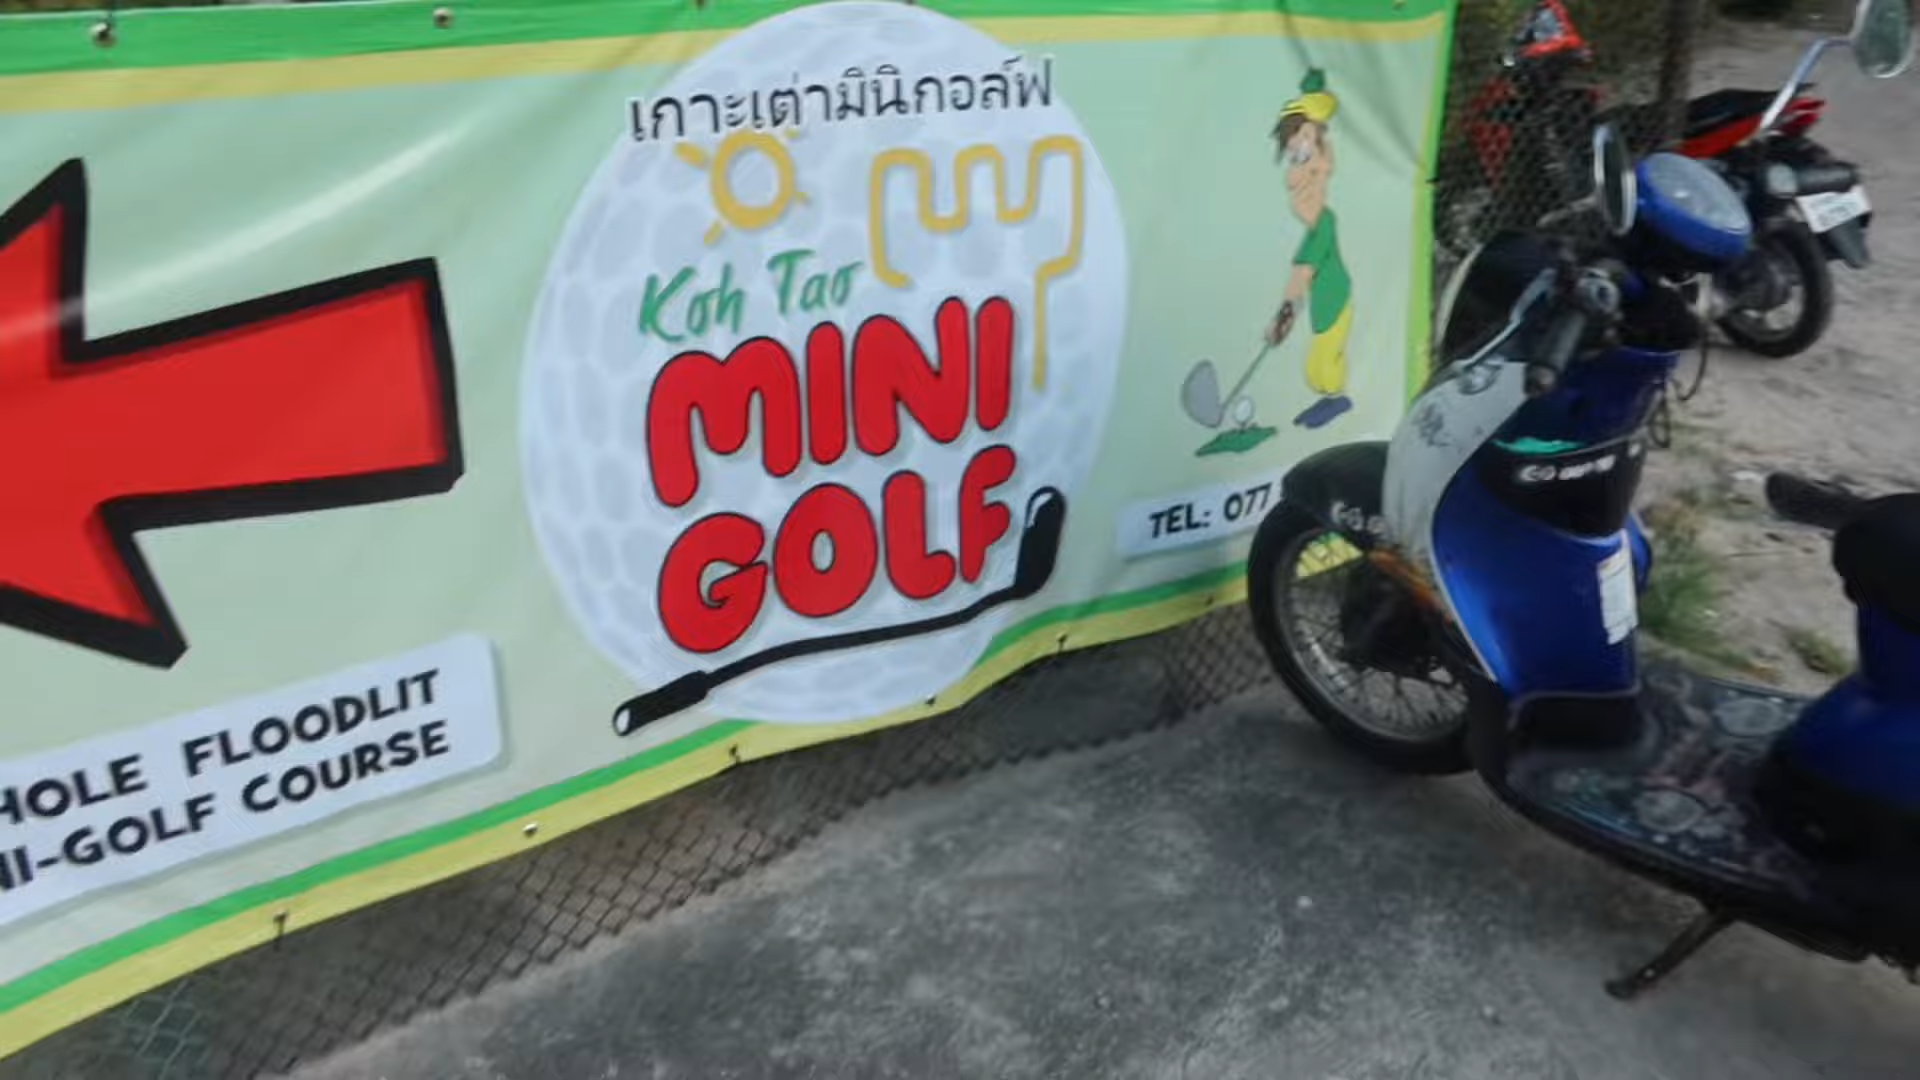 เกาะเต่ามินิกอล์ฟ
Koh Tao
MINI
GOLF
TEL: 077
HOLE FLOODLIT
NI-GOLF COURSE